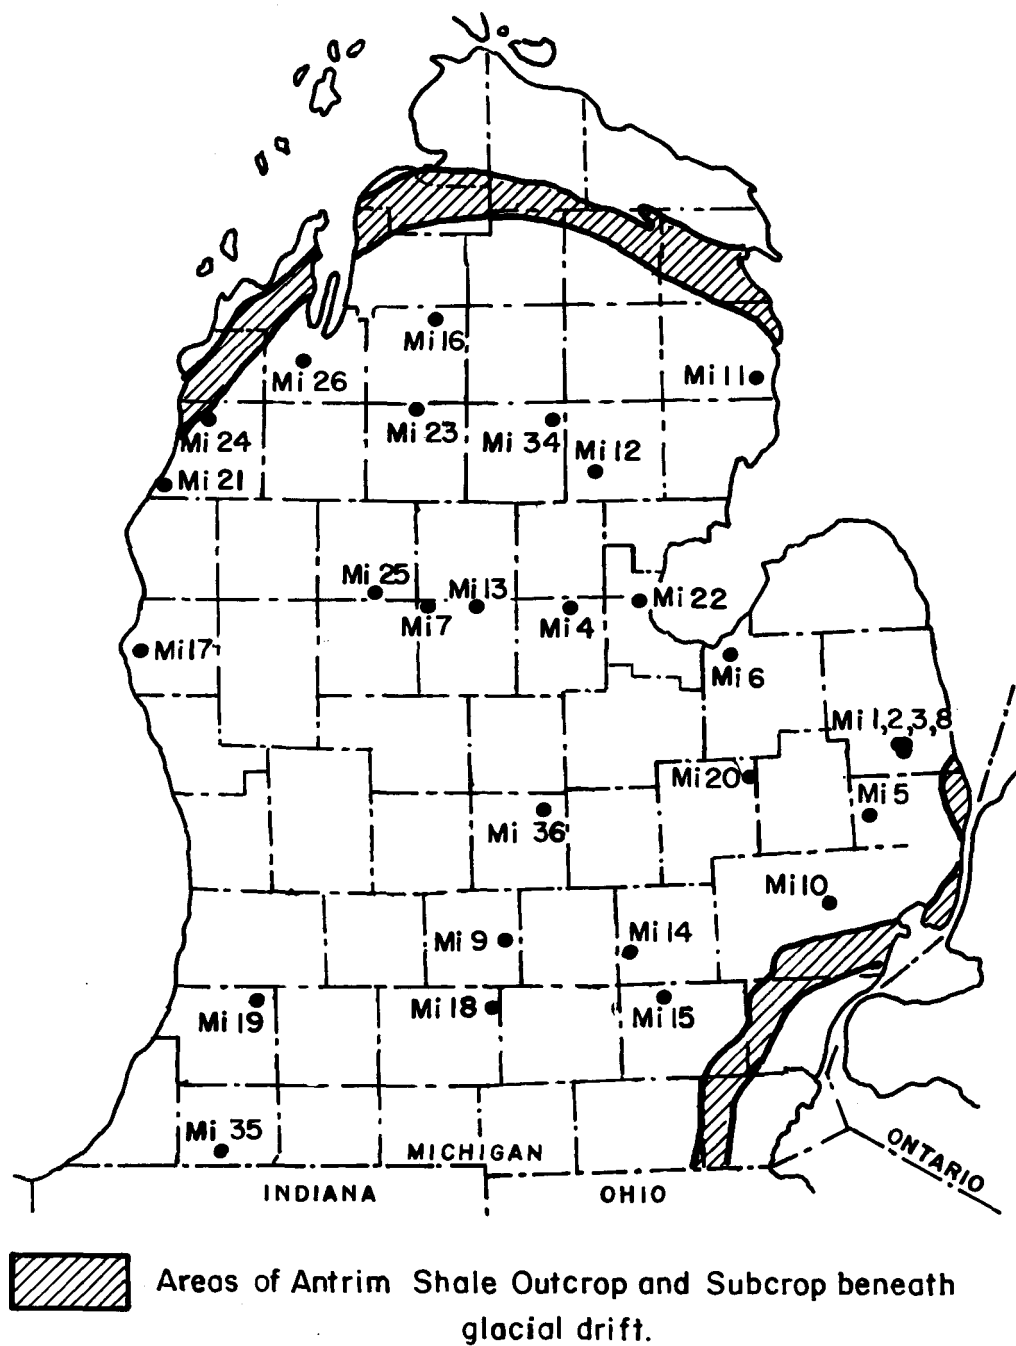 Mi 16
Mi 26
Mi 11
Mi 23
Mi 34
Mi 24
Mi 12
Mi 21
Mi 25
Mi 13
Mi 22
Mi 7
Mi 4
Mi 17
Mi 6
Mi 1,2,3,8
Mi 20
Mi 5
Mi 36
Mi 10
Mi 9
Mi 14
Mi 19
Mi 18
Mi 15
Mi 35
MICHIGAN
ONTARIO
INDIANA
OHIO
Areas of Antrim Shale Outcrop and Subcrop beneath
glacial drift.